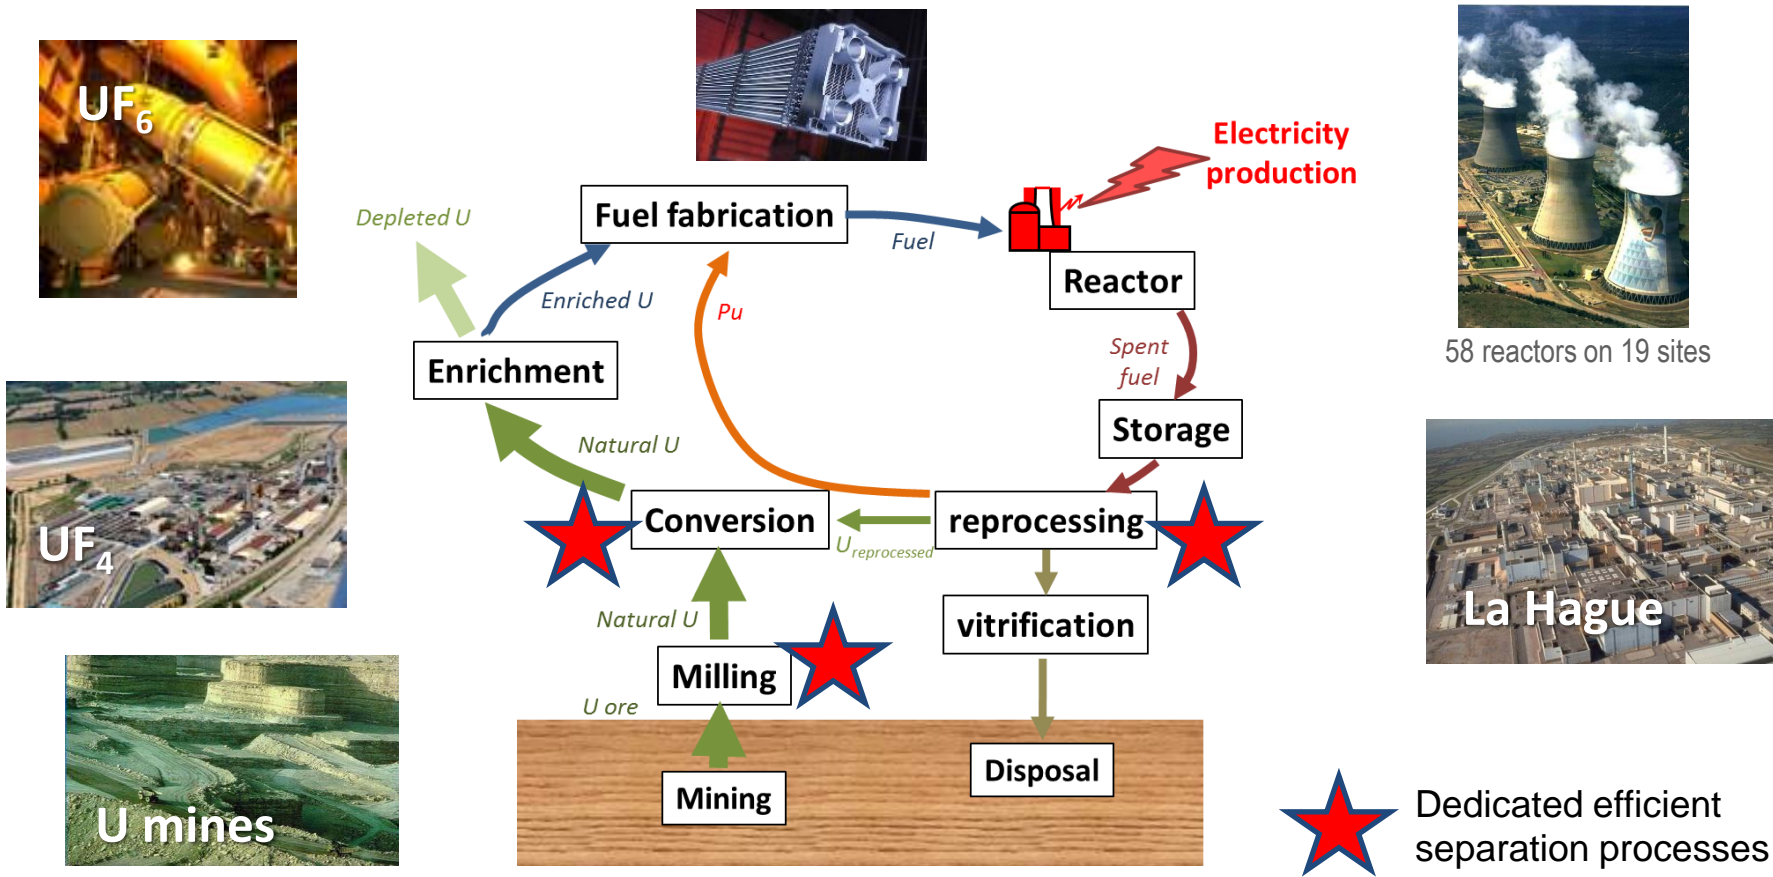 UF6
Electricity
production
Depleted U
Fuel fabrication
Fuel
Enriched U
Pu
Reactor
Spent
fuel
58 reactors on 19 sites
Enrichment
Storage
Natural U
Conversion
reprocessing
Ureprocessed
UF4
Natural U
vitrification
La Hague
Milling
U ore
Disposal
Mining
U mines
Dedicated efficient
separation processes